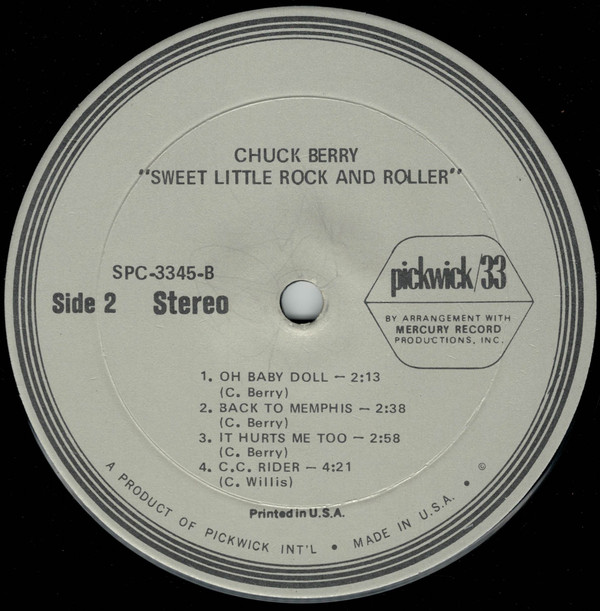 CHUCK BERRY
"SWEET LITTLE ROCK AND ROLLER"
SPC-3345-B
Side 2 Stereo
pickwick/33
BY ARRANGEMENT WITH
MERCURY RECORD
PRODUCTIONS, INC.
1. OH BABY DOLL — 2:13
(C. Berry)
2. BACK TO MEMPHIS — 2:38
(C. Berry)
3. IT HURTS ME TOO — 2:58
(C. Berry)
4. C.C. RIDER — 4:21
(C. Willis)
Printed in U.S.A.
A PRODUCT OF PICKWICK INT'L • MADE IN U.S.A. • ©